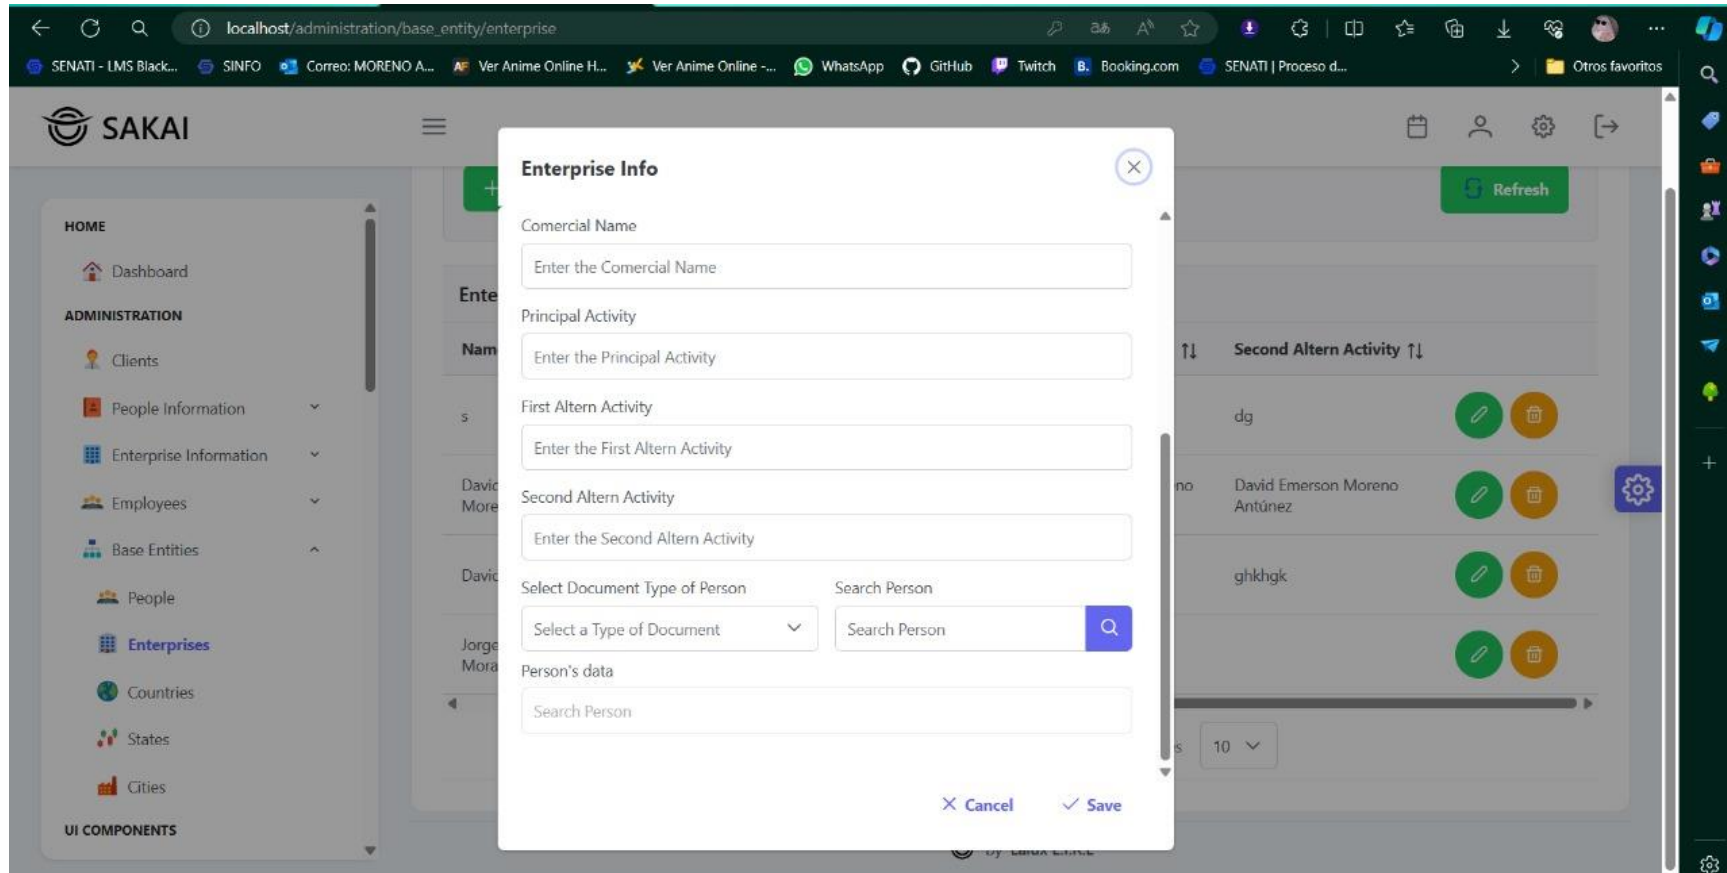 localhost/administration/base_entity/enterprise
SENATI - LMS Black...
SINFO
Correo: MORENO A...
Ver Anime Online H...
Ver Anime Online -...
WhatsApp
GitHub
Twitch
Booking.com
SENATI | Proceso d...
Otros favoritos
SAKAI
HOME
Dashboard
ADMINISTRATION
Clients
People Information
Enterprise Information
Employees
Base Entities
People
Enterprises
Countries
States
Cities
UI COMPONENTS
Refresh
Ente
Nam
Second Altern Activity
s
dg
David Emerson Moreno
Antúnez
ghkhgk
Jorge
Mora
10
Enterprise Info
Comercial Name
Enter the Comercial Name
Principal Activity
Enter the Principal Activity
First Altern Activity
Enter the First Altern Activity
Second Altern Activity
Enter the Second Altern Activity
Select Document Type of Person
Search Person
Select a Type of Document
Search Person
Person's data
Search Person
Cancel
Save